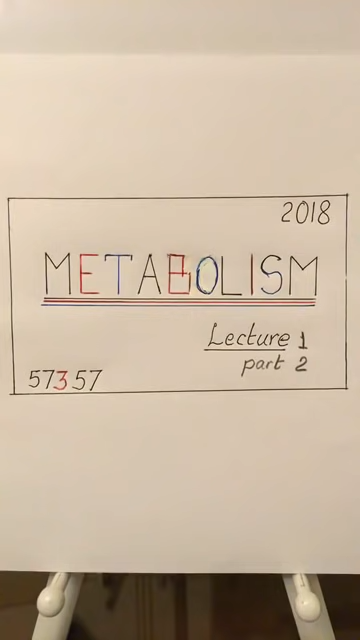 2018
METABOLISM
Lecture 1
part 2
57357